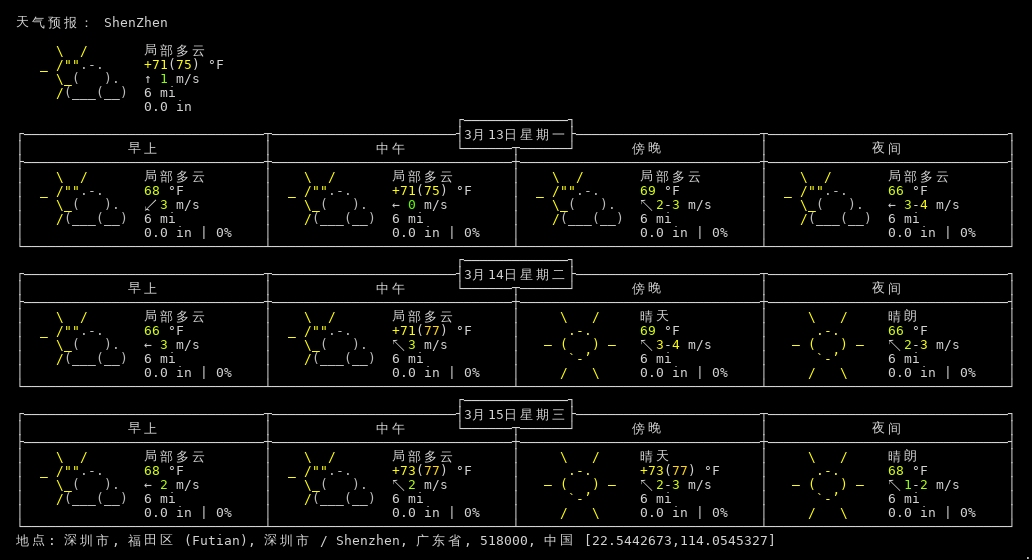 天气预报： ShenZhen
局部多云
+71(75) °F
↑ 1 m/s
6 mi
0.0 in
3月13日星期一
早上 中午 傍晚 夜间
局部多云 局部多云 局部多云 局部多云
68 °F +71(75) °F 69 °F 66 °F
↙ 3 m/s ← 0 m/s ↖ 2-3 m/s ← 3-4 m/s
6 mi 6 mi 6 mi 6 mi
0.0 in | 0% 0.0 in | 0% 0.0 in | 0% 0.0 in | 0%
3月14日星期二
早上 中午 傍晚 夜间
局部多云 局部多云 晴天 晴朗
66 °F +71(77) °F 69 °F 66 °F
← 3 m/s ↖ 3 m/s ↖ 3-4 m/s ↖ 2-3 m/s
6 mi 6 mi 6 mi 6 mi
0.0 in | 0% 0.0 in | 0% 0.0 in | 0% 0.0 in | 0%
3月15日星期三
早上 中午 傍晚 夜间
局部多云 局部多云 晴天 晴朗
68 °F +73(77) °F +73(77) °F 68 °F
← 2 m/s ↖ 2 m/s ↖ 2-3 m/s ↖ 1-2 m/s
6 mi 6 mi 6 mi 6 mi
0.0 in | 0% 0.0 in | 0% 0.0 in | 0% 0.0 in | 0%
地点: 深圳市, 福田区 (Futian), 深圳市 / Shenzhen, 广东省, 518000, 中国 [22.5442673,114.0545327]